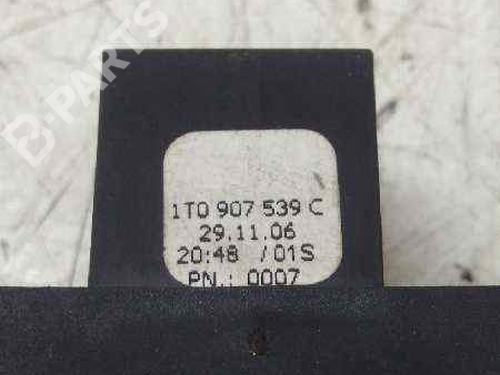 B-PARTS
1T0 907 539 C
29.11.06
20:48 /01S
PN.: 0007